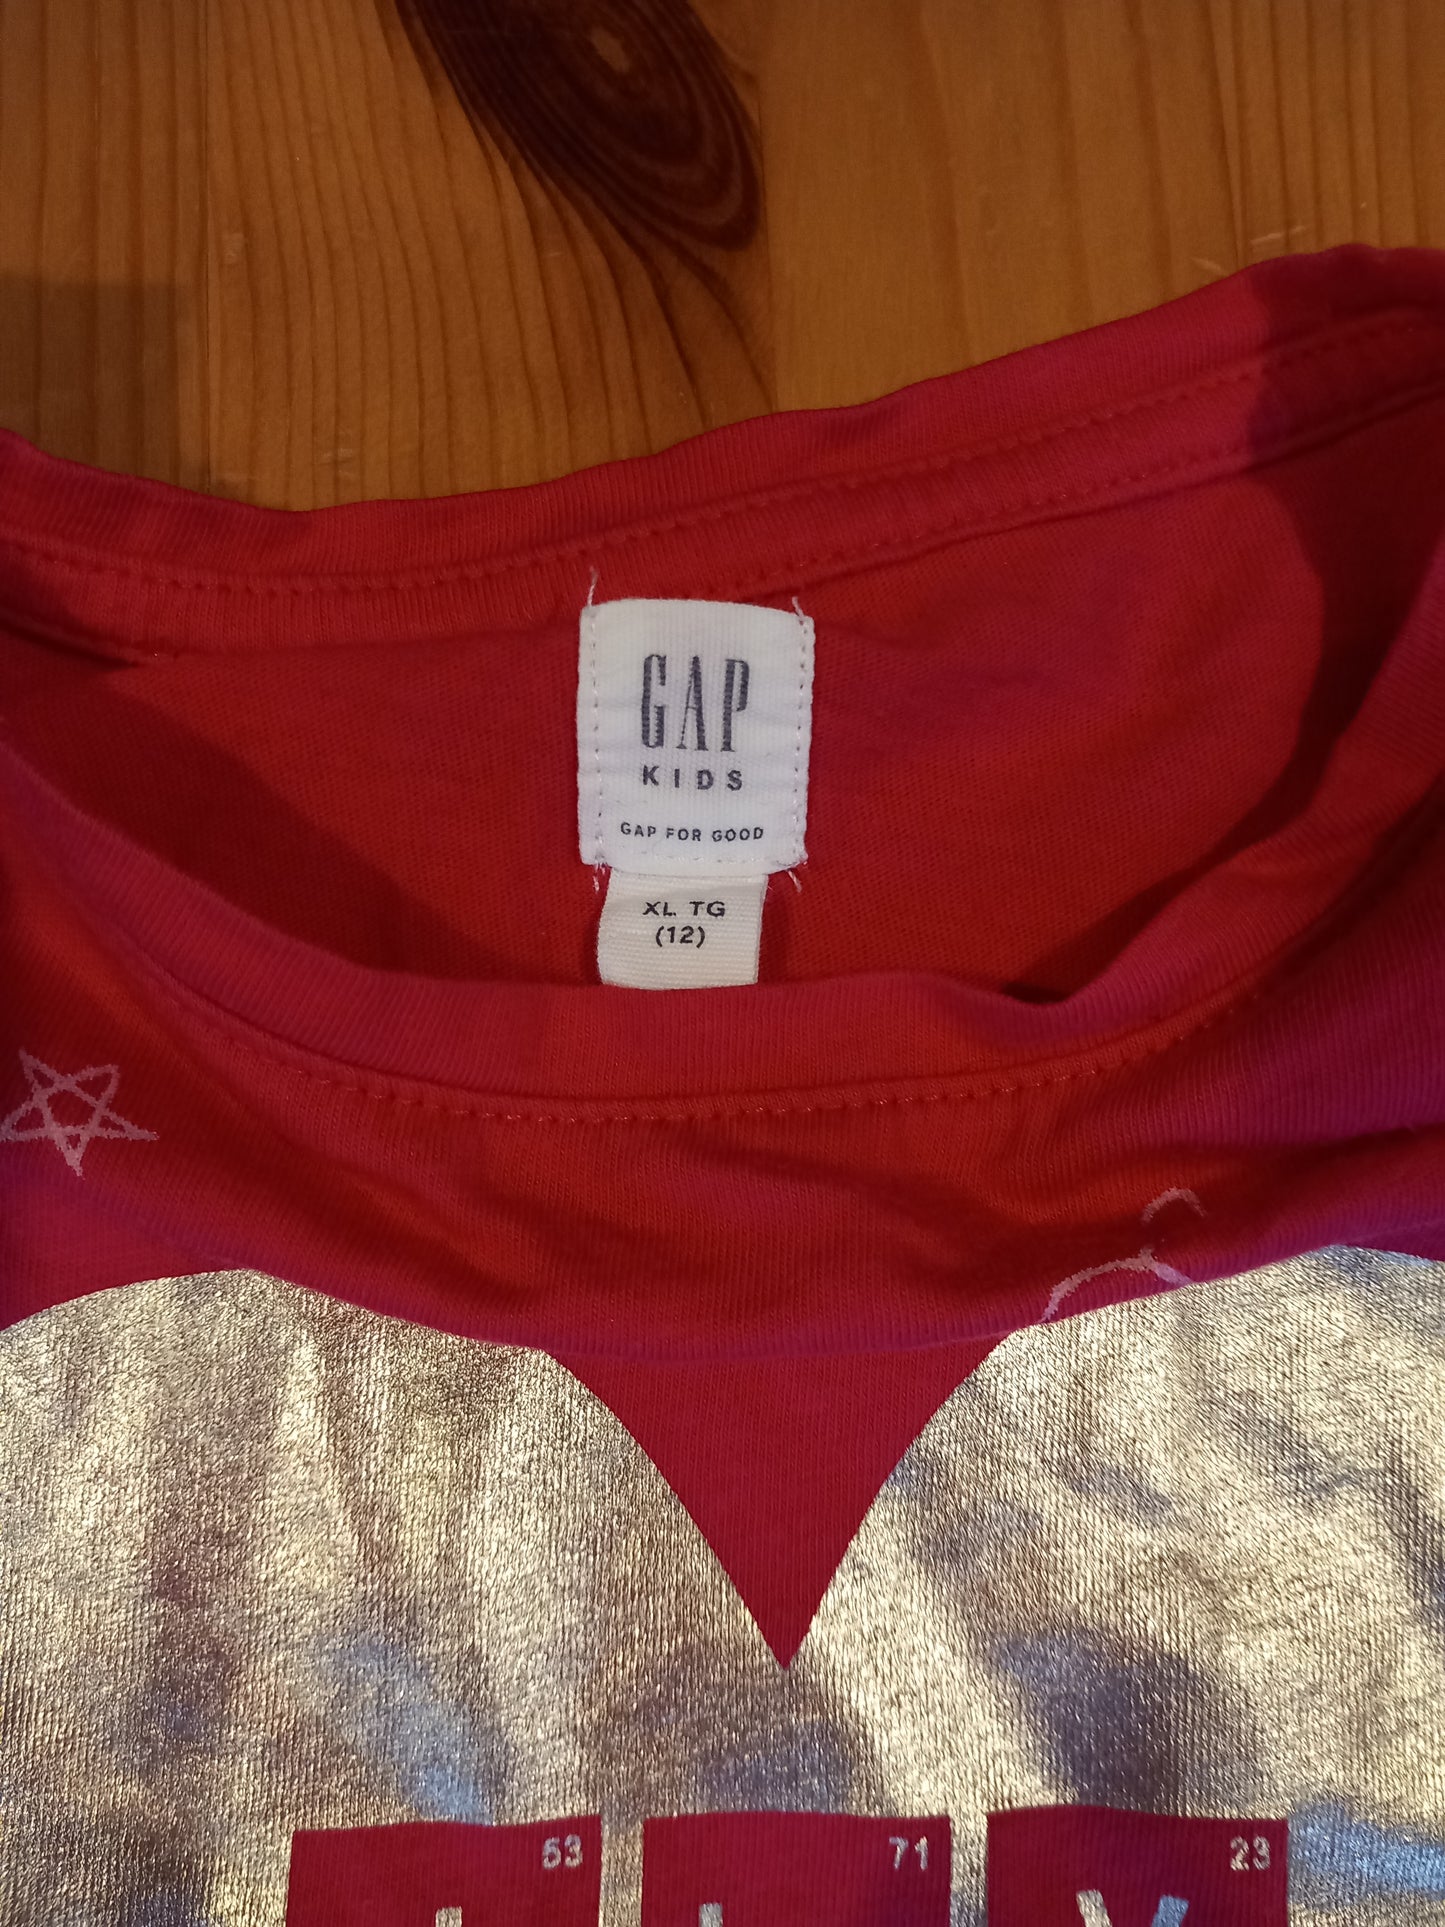 GAP
KIDS
GAP FOR GOOD
XL TG
(12)
53 71 23